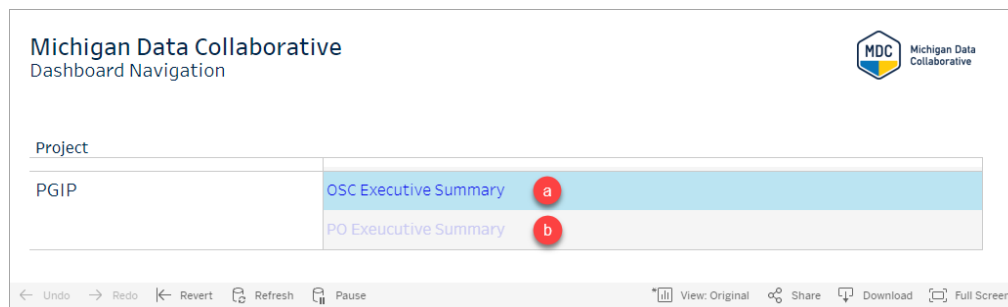 Michigan Data Collaborative
Dashboard Navigation
MDC
Michigan Data
Collaborative
Project
PGIP
OSC Executive Summary
a
PO Exeucutive Summary
b
Undo Redo Revert Refresh Pause View: Original Share Download Full Screen